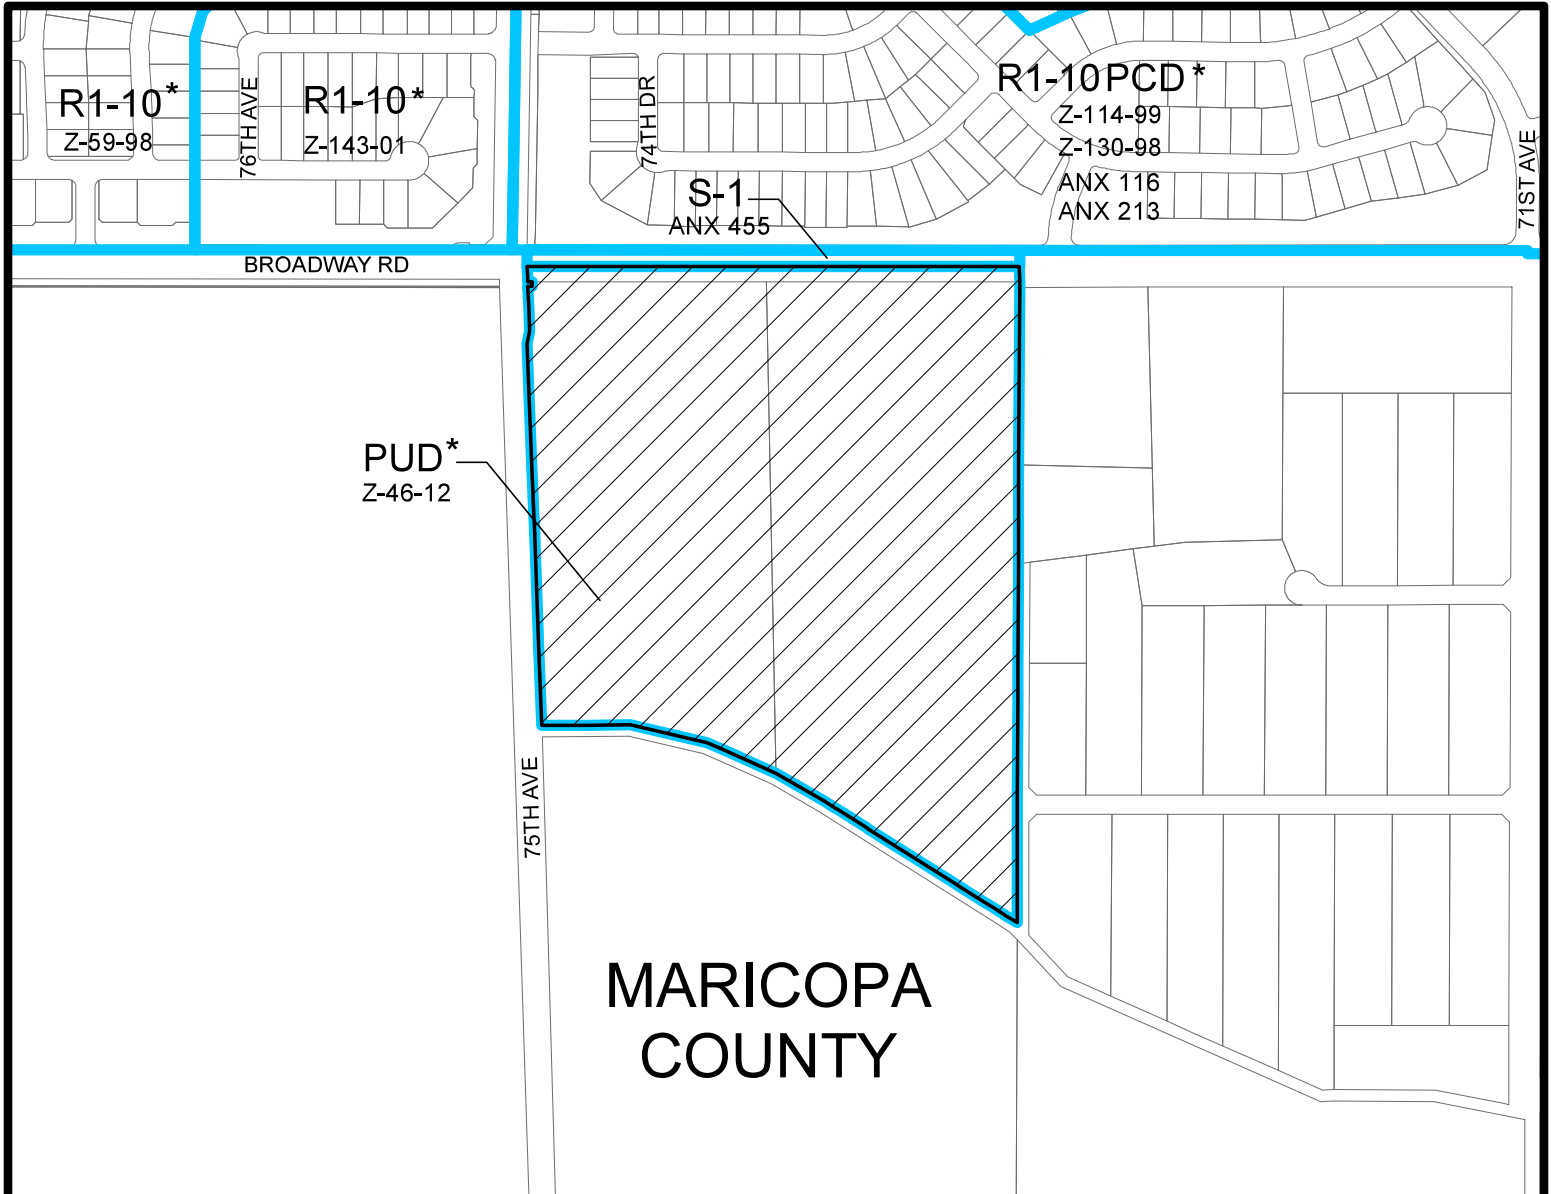 R1-10*
Z-59-98
76TH AVE
R1-10*
Z-143-01
74TH DR
R1-10 PCD*
Z-114-99
Z-130-98
ANX 116
ANX 213
71ST AVE
S-1
ANX 455
BROADWAY RD
PUD*
Z-46-12
75TH AVE
MARICOPA
COUNTY